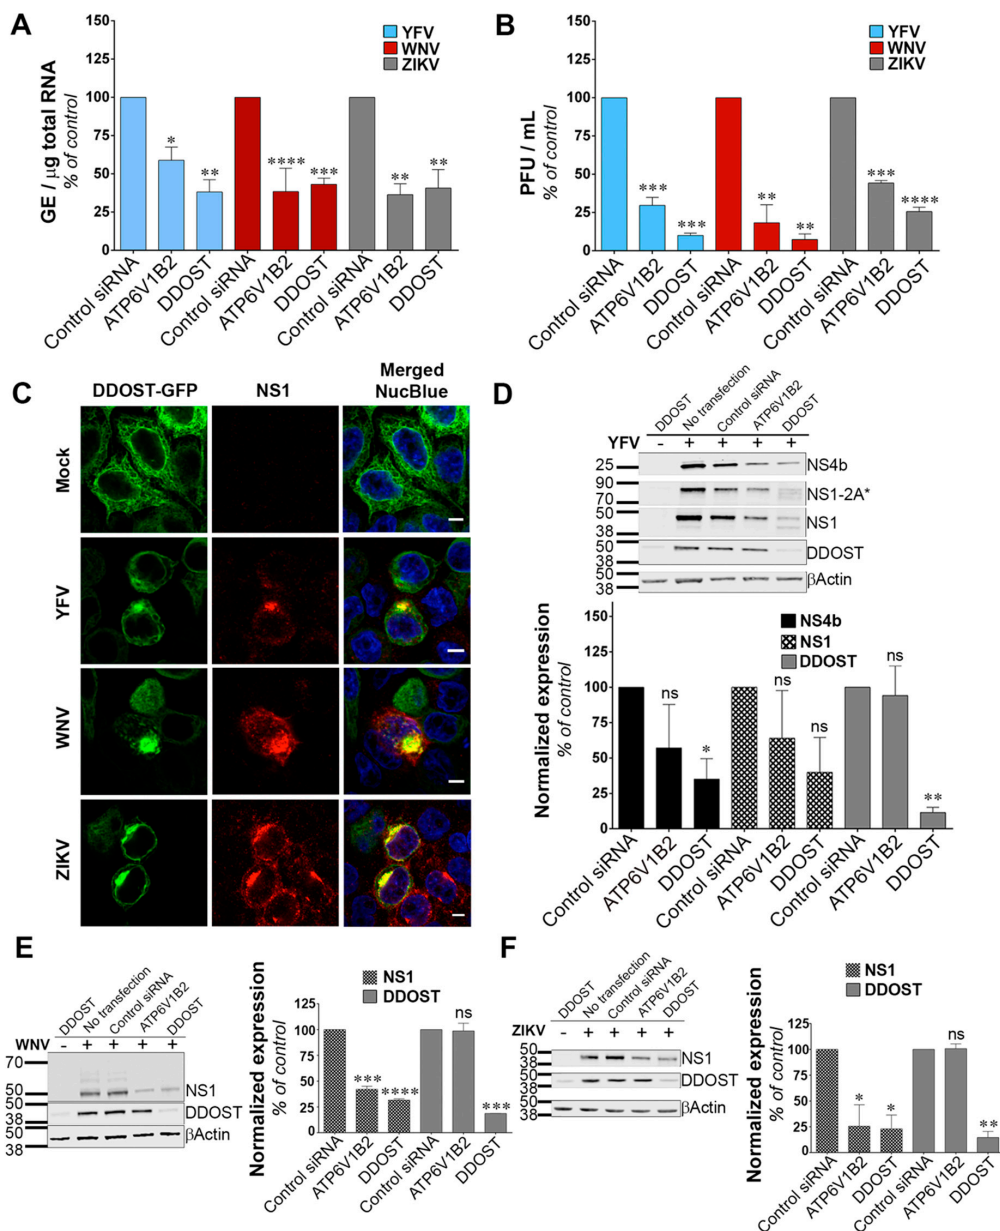 A
GE / µg total RNA
% of control
150
125
100
75
50
25
0
YFV
WNV
ZIKV
*
**
****
***
**
**
Control siRNA
ATP6V1B2
DDOST
Control siRNA
ATP6V1B2
DDOST
Control siRNA
ATP6V1B2
DDOST
B
PFU / mL
% of control
150
125
100
75
50
25
0
YFV
WNV
ZIKV
***
***
**
**
***
****
Control siRNA
ATP6V1B2
DDOST
Control siRNA
ATP6V1B2
DDOST
Control siRNA
ATP6V1B2
DDOST
C
DDOST-GFP
NS1
Merged
NucBlue
Mock
YFV
WNV
ZIKV
D
DDOST
No transfection
Control siRNA
ATP6V1B2
DDOST
YFV - + + + +
25 NS4b
90
70 NS1-2A*
50
38 NS1
50
38 DDOST
50
38 βActin
NS4b
NS1
DDOST
Normalized expression
% of control
100
75
50
25
0
ns
*
ns
ns
ns
**
Control siRNA
ATP6V1B2
DDOST
Control siRNA
ATP6V1B2
DDOST
Control siRNA
ATP6V1B2
DDOST
E
DDOST
No transfection
Control siRNA
ATP6V1B2
DDOST
WNV - + + + +
70
50 NS1
50
38 DDOST
50
38 βActin
NS1
DDOST
Normalized expression
% of control
125
100
75
50
25
0
***
****
ns
***
Control siRNA
ATP6V1B2
DDOST
Control siRNA
ATP6V1B2
DDOST
F
DDOST
No transfection
Control siRNA
ATP6V1B2
DDOST
ZIKV - + + + +
50
38 NS1
50
38 DDOST
50
38 βActin
NS1
DDOST
Normalized expression
% of control
125
100
75
50
25
0
*
*
ns
**
Control siRNA
ATP6V1B2
DDOST
Control siRNA
ATP6V1B2
DDOST